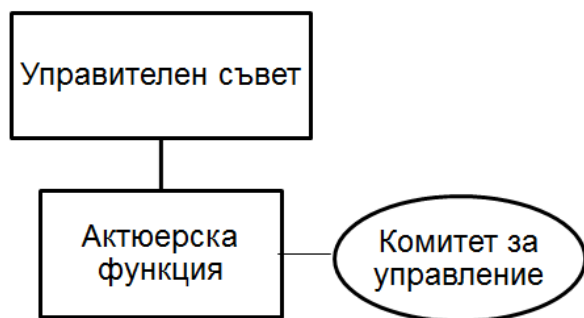 Управителен съвет
Актюерска
функция
Комитет за
управление